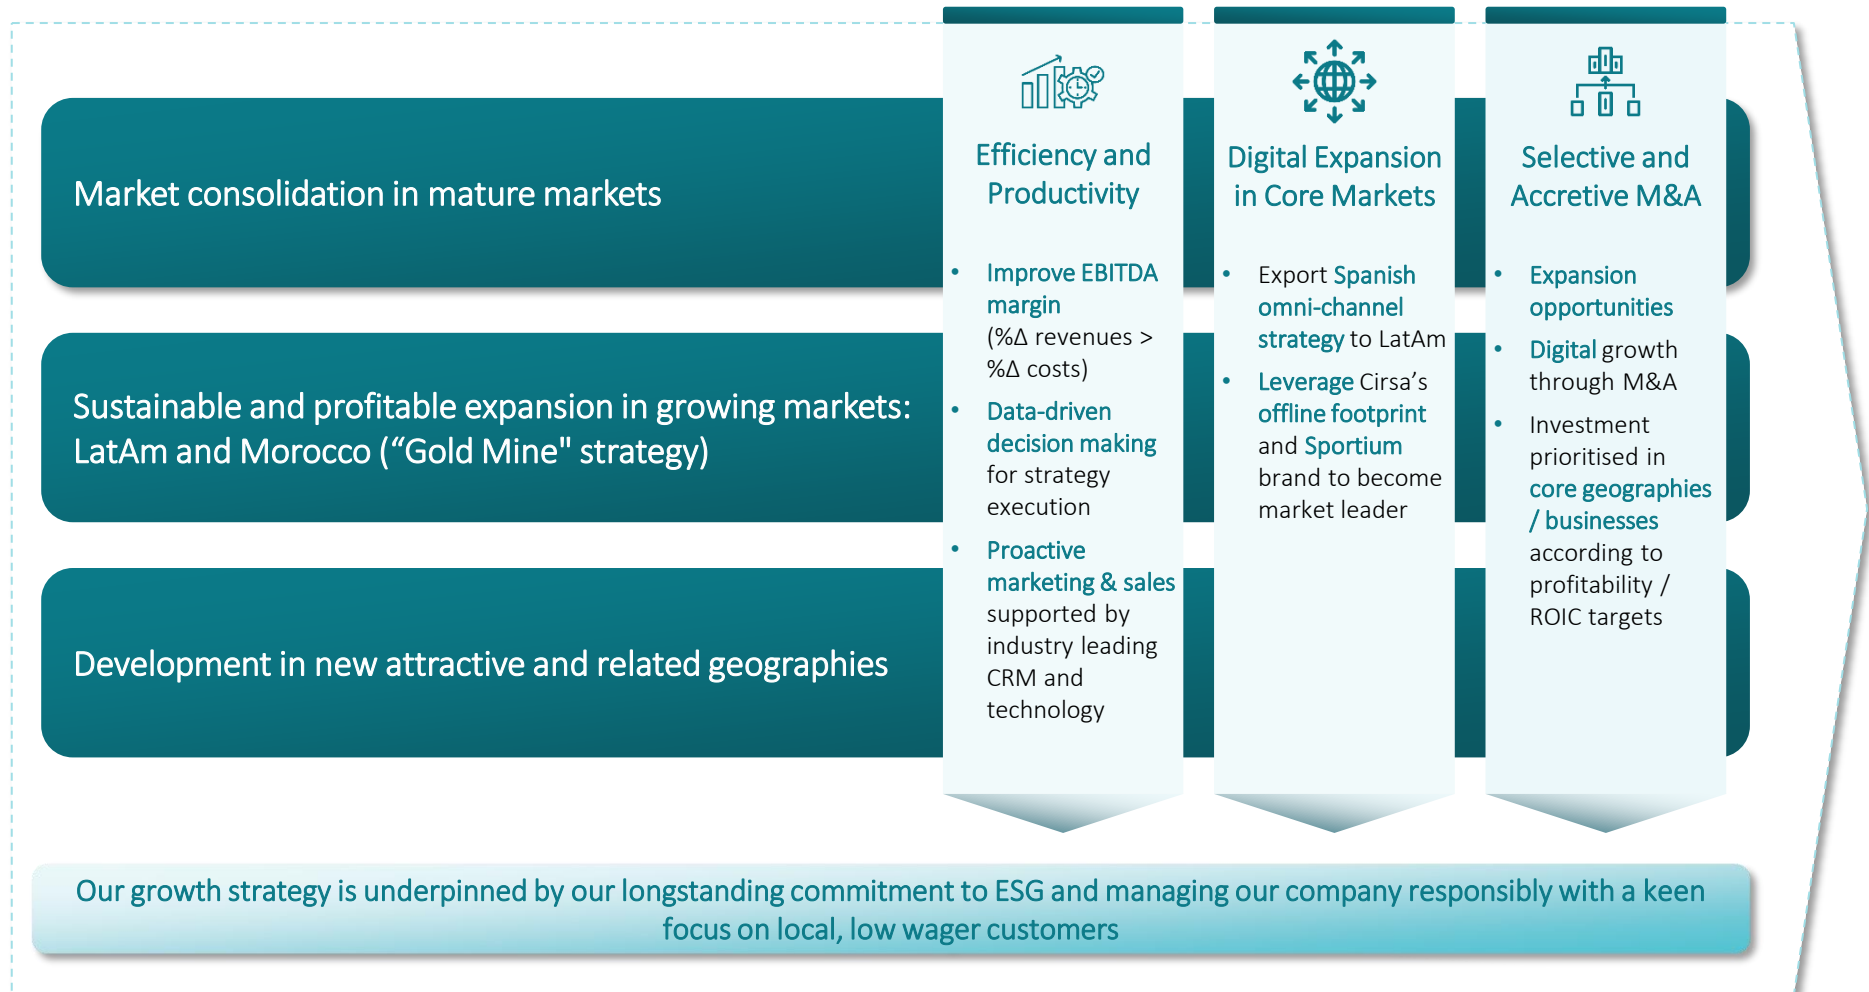 Market consolidation in mature markets
Sustainable and profitable expansion in growing markets:
LatAm and Morocco (“Gold Mine" strategy)
Development in new attractive and related geographies
Efficiency and
Productivity
• Improve EBITDA
margin
(%Δ revenues >
%Δ costs)
• Data-driven
decision making
for strategy
execution
• Proactive
marketing & sales
supported by
industry leading
CRM and
technology
Digital Expansion
in Core Markets
• Export Spanish
omni-channel
strategy to LatAm
• Leverage Cirsa’s
offline footprint
and Sportium
brand to become
market leader
Selective and
Accretive M&A
• Expansion
opportunities
• Digital growth
through M&A
• Investment
prioritised in
core geographies
/ businesses
according to
profitability /
ROIC targets
Our growth strategy is underpinned by our longstanding commitment to ESG and managing our company responsibly with a keen
focus on local, low wager customers